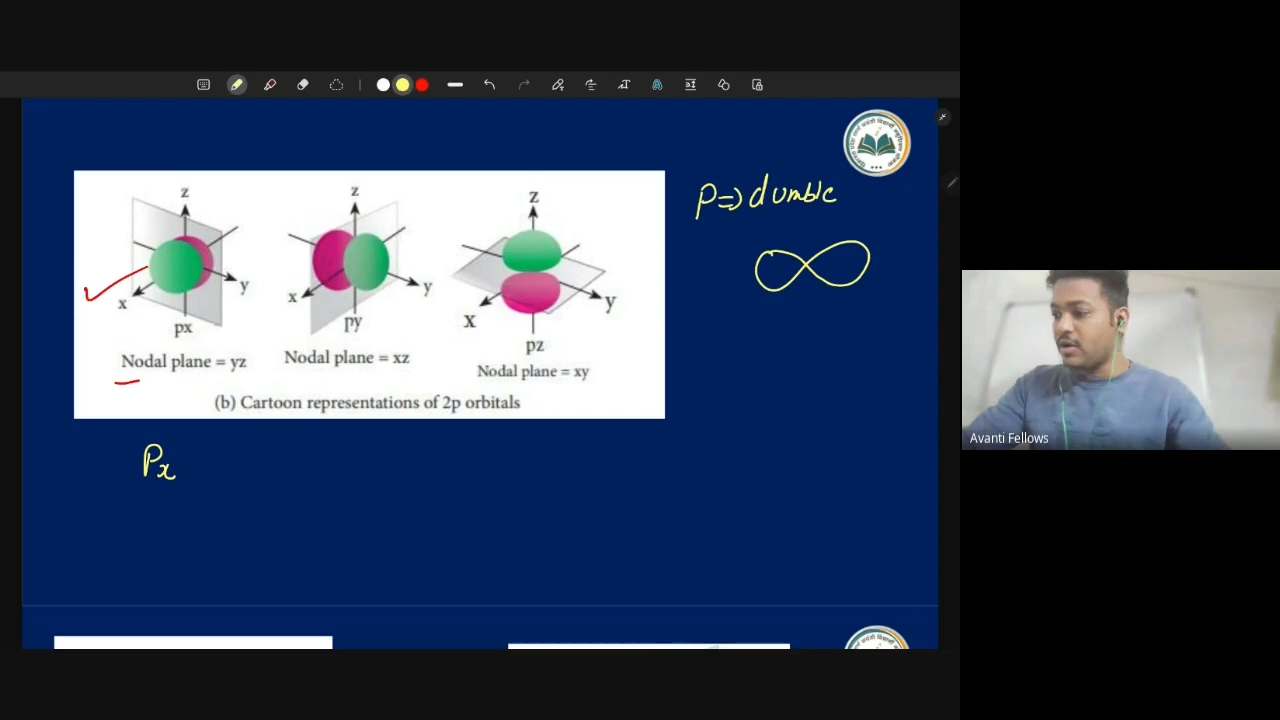 z z z
x y x y x y
px py pz
Nodal plane = yz Nodal plane = xz Nodal plane = xy
(b) Cartoon representations of 2p orbitals
P⇒dumble
Px
Avanti Fellows